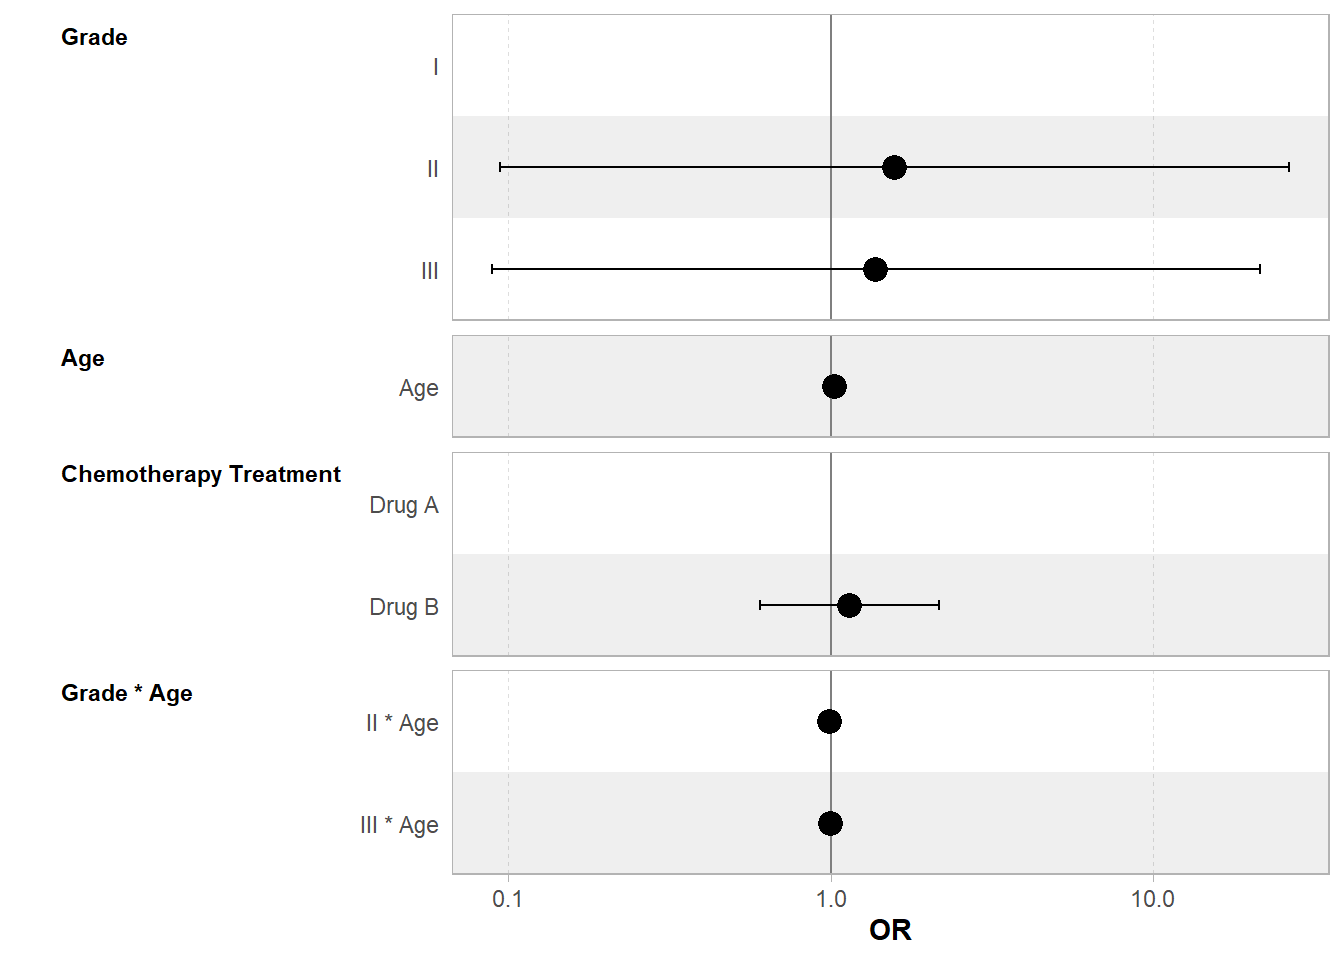 Grade
I
II
III
Age
Age
Chemotherapy Treatment
Drug A
Drug B
Grade * Age
II * Age
III * Age
0.1 1.0 10.0
OR